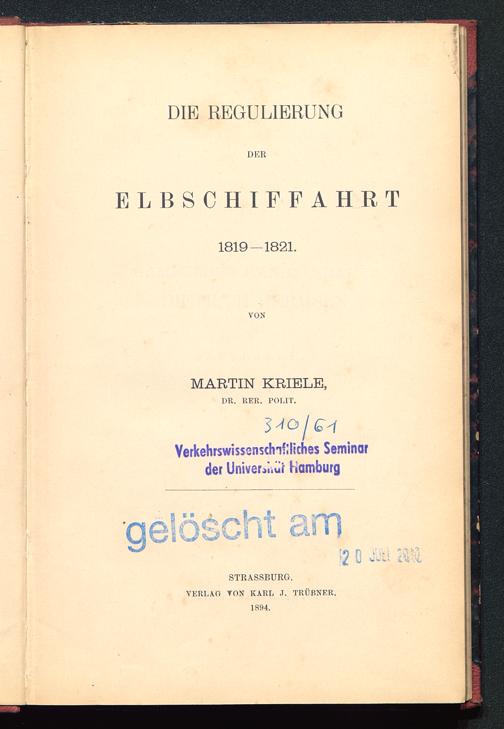 DIE REGULIERUNG
DER
ELBSCHIFFAHRT
1819—1821.
VON
MARTIN KRIELE,
DR. RER. POLIT.
310/61
Verkehrswissenschaftliches Seminar
der Universität Hamburg
gelöscht am
20 JULI 2012
STRASSBURG.
VERLAG VON KARL J. TRÜBNER.
1894.